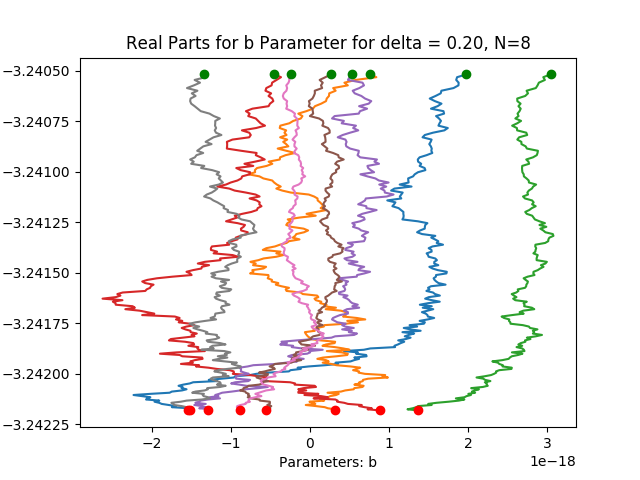 Real Parts for b Parameter for delta = 0.20, N=8
−3.24050
−3.24075
−3.24100
−3.24125
−3.24150
−3.24175
−3.24200
−3.24225
−2 −1 0 1 2 3
1e−18
Parameters: b